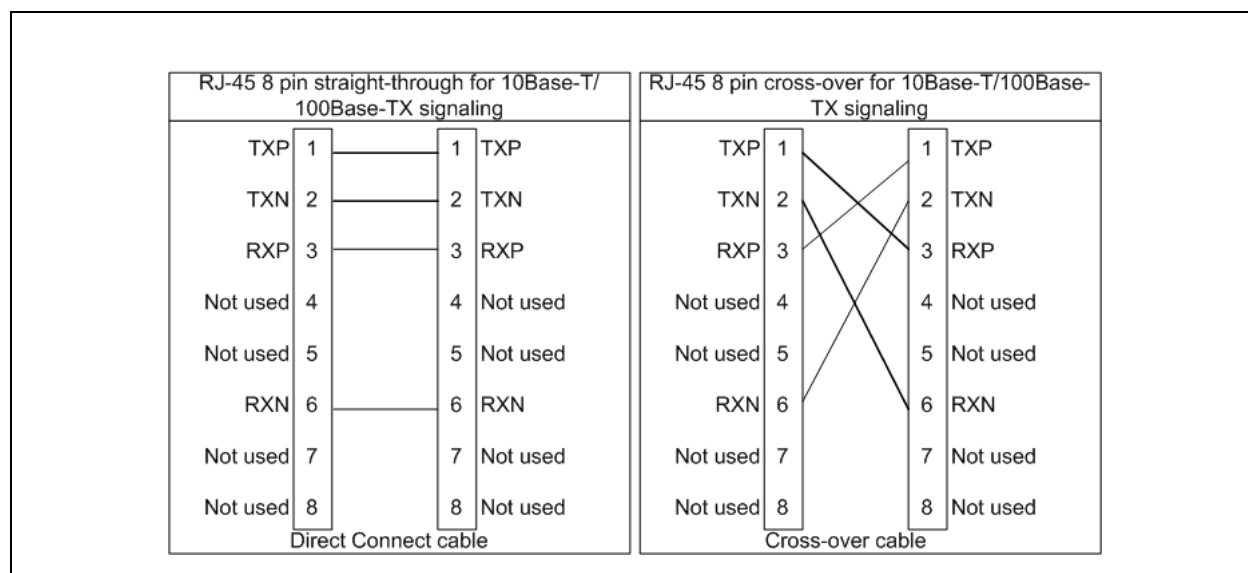 RJ-45 8 pin straight-through for 10Base-T/
100Base-TX signaling
TXP 1 1 TXP
TXN 2 2 TXN
RXP 3 3 RXP
Not used 4 4 Not used
Not used 5 5 Not used
RXN 6 6 RXN
Not used 7 7 Not used
Not used 8 8 Not used
Direct Connect cable
RJ-45 8 pin cross-over for 10Base-T/100Base-
TX signaling
TXP 1 1 TXP
TXN 2 2 TXN
RXP 3 3 RXP
Not used 4 4 Not used
Not used 5 5 Not used
RXN 6 6 RXN
Not used 7 7 Not used
Not used 8 8 Not used
Cross-over cable